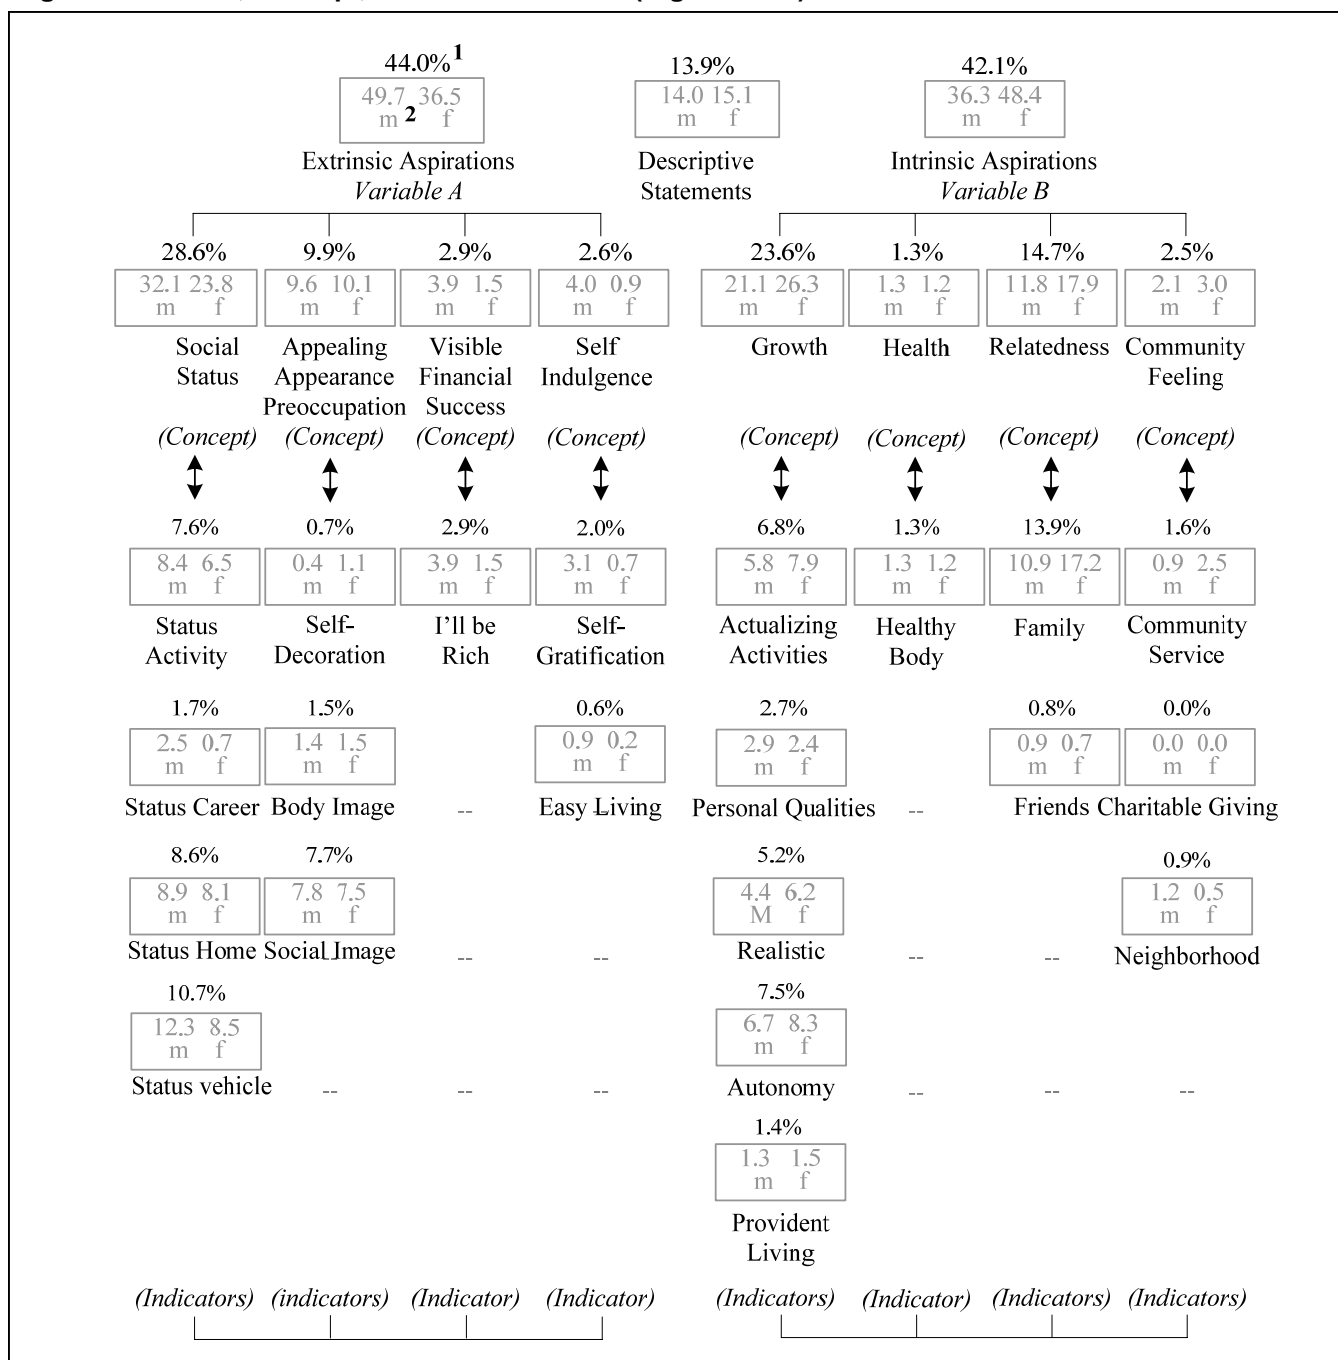 44.0%1 13.9% 42.1%
49.7 36.5 14.0 15.1 36.3 48.4
m 2 f m f m f
Extrinsic Aspirations Descriptive Intrinsic Aspirations
Variable A Statements Variable B
28.6% 9.9% 2.9% 2.6% 23.6% 1.3% 14.7% 2.5%
32.1 23.8 9.6 10.1 3.9 1.5 4.0 0.9 21.1 26.3 1.3 1.2 11.8 17.9 2.1 3.0
m f m f m f m f m f m f m f m f
Social Appealing Visible Self Growth Health Relatedness Community
Status Appearance Financial Indulgence Feeling
Preoccupation Success
(Concept) (Concept) (Concept) (Concept) (Concept) (Concept) (Concept) (Concept)
7.6% 0.7% 2.9% 2.0% 6.8% 1.3% 13.9% 1.6%
8.4 6.5 0.4 1.1 3.9 1.5 3.1 0.7 5.8 7.9 1.3 1.2 10.9 17.2 0.9 2.5
m f m f m f m f m f m f m f m f
Status Self- I'll be Self- Actualizing Healthy Family Community
Activity Decoration Rich Gratification Activities Body Service
1.7% 1.5% 0.6% 2.7% 0.8% 0.0%
2.5 0.7 1.4 1.5 0.9 0.2 2.9 2.4 0.9 0.7 0.0 0.0
m f m f m f m f m f m f
Status Career Body Image -- Easy Living Personal Qualities -- Friends Charitable Giving
8.6% 7.7% 5.2% 0.9%
8.9 8.1 7.8 7.5 4.4 6.2 1.2 0.5
m f m f M f m f
Status Home Social Image -- -- Realistic -- -- Neighborhood
10.7% 7.5%
12.3 8.5 6.7 8.3
m f m f
Status vehicle -- -- -- Autonomy -- -- --
1.4%
1.3 1.5
m f
Provident
Living
(Indicators) (indicators) (Indicator) (Indicator) (Indicators) (Indicator) (Indicators) (Indicators)